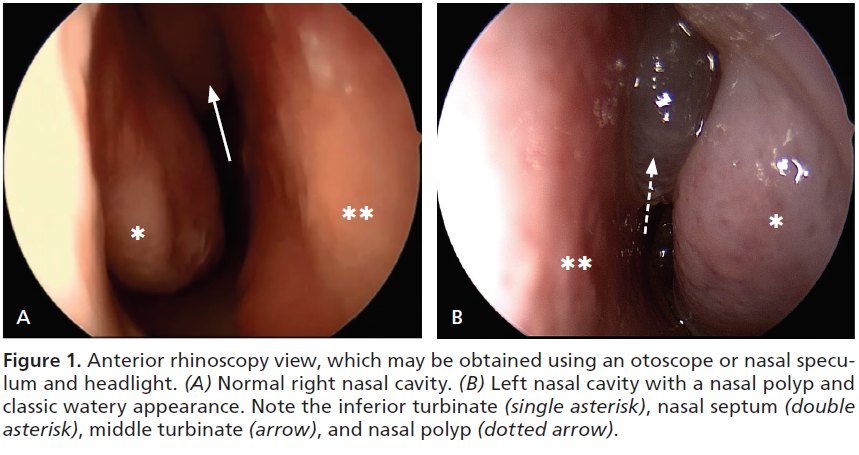 * ** A
** * B
Figure 1. Anterior rhinoscopy view, which may be obtained using an otoscope or nasal specu-
lum and headlight. (A) Normal right nasal cavity. (B) Left nasal cavity with a nasal polyp and
classic watery appearance. Note the inferior turbinate (single asterisk), nasal septum (double
asterisk), middle turbinate (arrow), and nasal polyp (dotted arrow).